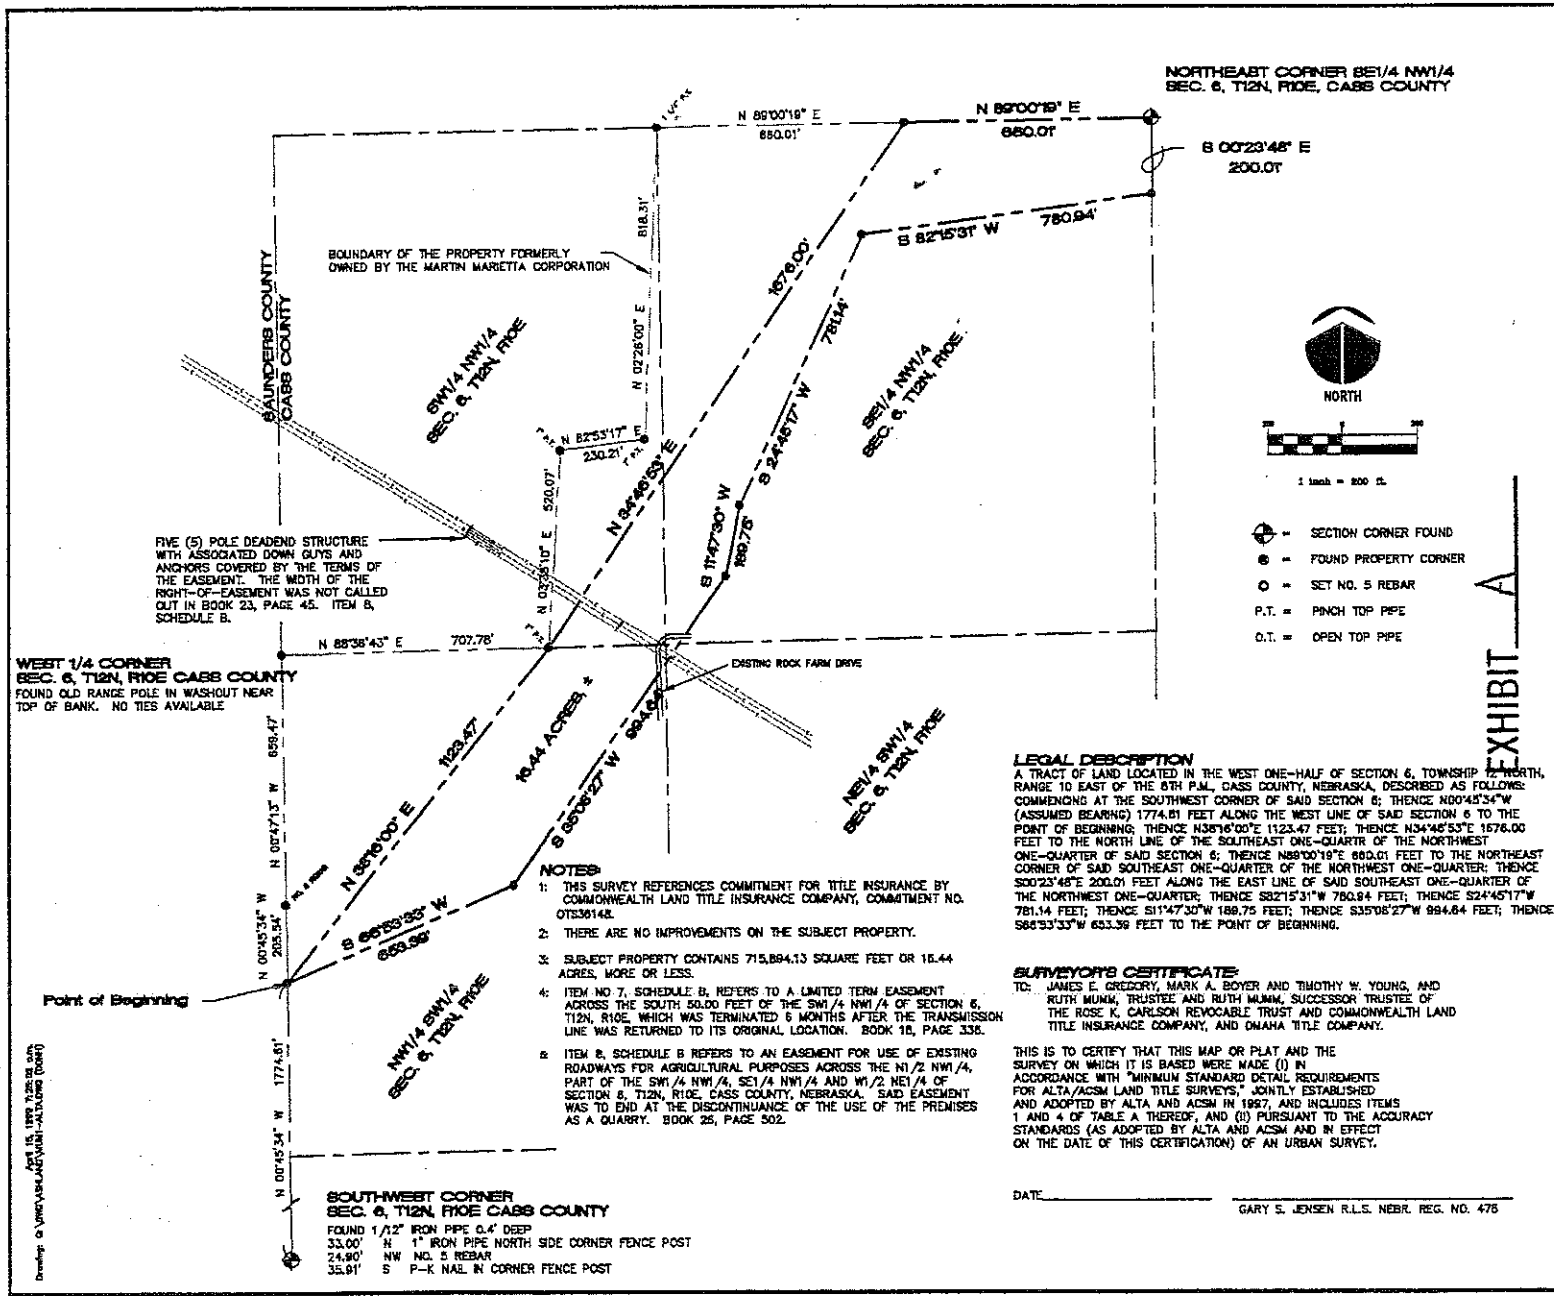 NORTHEAST CORNER SE1/4 NW1/4
SEC. 6, T12N, R10E, CASS COUNTY
N 89°00'19" E
660.01'
N 89°00'19" E
660.01'
S 00°23'48" E
200.01'
S 82°15'31" W 780.94'
818.31'
BOUNDARY OF THE PROPERTY FORMERLY
OWNED BY THE MARTIN MARIETTA CORPORATION
1676.00'
781.14'
SAUNDERS COUNTY
CASS COUNTY
N 02°26'00" E
SW1/4 NW1/4
SEC. 6, T12N, R10E
SE1/4 NW1/4
SEC. 6, T12N, R10E
NORTH
200 0 200
1 inch = 200 ft.
N 82°53'17" E
230.21'
N 34°46'53" E
S 24°45'17" W
520.07'
S 11°47'30" W
189.75'
N 03°38'10" E
SECTION CORNER FOUND
FOUND PROPERTY CORNER
SET NO. 5 REBAR
P.T. = PINCH TOP PIPE
O.T. = OPEN TOP PIPE
EXHIBIT A
FIVE (5) POLE DEADEND STRUCTURE
WITH ASSOCIATED DOWN GUYS AND
ANCHORS COVERED BY THE TERMS OF
THE EASEMENT. THE WIDTH OF THE
RIGHT-OF-EASEMENT WAS NOT CALLED
OUT IN BOOK 23, PAGE 45. ITEM 8,
SCHEDULE B.
N 88°36'43" E 707.78'
EXISTING ROCK FARM DRIVE
WEST 1/4 CORNER
SEC. 6, T12N, R10E CASS COUNTY
FOUND OLD RANGE POLE IN WASHOUT NEAR
TOP OF BANK. NO TIES AVAILABLE
N 00°47'13" W 659.47'
1123.47'
N 38°16'00" E
16.44 ACRES, ±
S 35°08'27" W 994.64'
NE1/4 SW1/4
SEC. 6, T12N, R10E
LEGAL DESCRIPTION
A TRACT OF LAND LOCATED IN THE WEST ONE-HALF OF SECTION 6, TOWNSHIP 12 NORTH,
RANGE 10 EAST OF THE 6TH P.M., CASS COUNTY, NEBRASKA, DESCRIBED AS FOLLOWS:
COMMENCING AT THE SOUTHWEST CORNER OF SAID SECTION 6; THENCE N00°45'34"W
(ASSUMED BEARING) 1774.81 FEET ALONG THE WEST LINE OF SAID SECTION 6 TO THE
POINT OF BEGINNING; THENCE N38°16'00"E 1123.47 FEET; THENCE N34°46'53"E 1676.00
FEET TO THE NORTH LINE OF THE SOUTHEAST ONE-QUARTR OF THE NORTHWEST
ONE-QUARTER OF SAID SECTION 6; THENCE N89°00'19"E 660.01 FEET TO THE NORTHEAST
CORNER OF SAID SOUTHEAST ONE-QUARTER OF THE NORTHWEST ONE-QUARTER; THENCE
S00°23'48"E 200.01 FEET ALONG THE EAST LINE OF SAID SOUTHEAST ONE-QUARTER OF
THE NORTHWEST ONE-QUARTER; THENCE S82°15'31"W 780.94 FEET; THENCE S24°45'17"W
781.14 FEET; THENCE S11°47'30"W 189.75 FEET; THENCE S35°08'27"W 994.64 FEET; THENCE
S66°53'33"W 653.39 FEET TO THE POINT OF BEGINNING.
NOTES:
1: THIS SURVEY REFERENCES COMMITMENT FOR TITLE INSURANCE BY
COMMONWEALTH LAND TITLE INSURANCE COMPANY, COMMITMENT NO.
OTS36148.
2: THERE ARE NO IMPROVEMENTS ON THE SUBJECT PROPERTY.
3: SUBJECT PROPERTY CONTAINS 715,894.13 SQUARE FEET OR 16.44
ACRES, MORE OR LESS.
4: ITEM NO 7, SCHEDULE B, REFERS TO A LIMITED TERM EASEMENT
ACROSS THE SOUTH 50.00 FEET OF THE SW1/4 NW1/4 OF SECTION 6,
T12N, R10E, WHICH WAS TERMINATED 6 MONTHS AFTER THE TRANSMISSION
LINE WAS RETURNED TO ITS ORIGINAL LOCATION. BOOK 18, PAGE 336.
5: ITEM 8, SCHEDULE B REFERS TO AN EASEMENT FOR USE OF EXISTING
ROADWAYS FOR AGRICULTURAL PURPOSES ACROSS THE N1/2 NW1/4,
PART OF THE SW1/4 NW1/4, SE1/4 NW1/4 AND W1/2 NE1/4 OF
SECTION 6, T12N, R10E, CASS COUNTY, NEBRASKA. SAID EASEMENT
WAS TO END AT THE DISCONTINUANCE OF THE USE OF THE PREMISES
AS A QUARRY. BOOK 26, PAGE 502.
N 00°45'34" W
205.54'
S 66°53'33" W
653.39'
Point of Beginning
NW1/4 SW1/4
SEC. 6, T12N, R10E
SURVEYOR'S CERTIFICATE:
TO: JAMES E. GREGORY, MARK A. BOYER AND TIMOTHY W. YOUNG, AND
RUTH MUMM, TRUSTEE AND RUTH MUMM, SUCCESSOR TRUSTEE OF
THE ROSE K. CARLSON REVOCABLE TRUST AND COMMONWEALTH LAND
TITLE INSURANCE COMPANY, AND OMAHA TITLE COMPANY.
THIS IS TO CERTIFY THAT THIS MAP OR PLAT AND THE
SURVEY ON WHICH IT IS BASED WERE MADE (I) IN
ACCORDANCE WITH "MINIMUM STANDARD DETAIL REQUIREMENTS
FOR ALTA/ACSM LAND TITLE SURVEYS," JOINTLY ESTABLISHED
AND ADOPTED BY ALTA AND ACSM IN 1997, AND INCLUDES ITEMS
1 AND 4 OF TABLE A THEREOF, AND (II) PURSUANT TO THE ACCURACY
STANDARDS (AS ADOPTED BY ALTA AND ACSM AND IN EFFECT
ON THE DATE OF THIS CERTIFICATION) OF AN URBAN SURVEY.
DATE
GARY S. JENSEN R.L.S. NEBR. REG. NO. 476
N 00°45'34" W 1774.81'
SOUTHWEST CORNER
SEC. 6, T12N, R10E CASS COUNTY
FOUND 1/12" IRON PIPE 0.4' DEEP
33.00' N 1" IRON PIPE NORTH SIDE CORNER FENCE POST
24.90' NW NO. 5 REBAR
35.91' S P-K NAIL IN CORNER FENCE POST
April 15, 1999